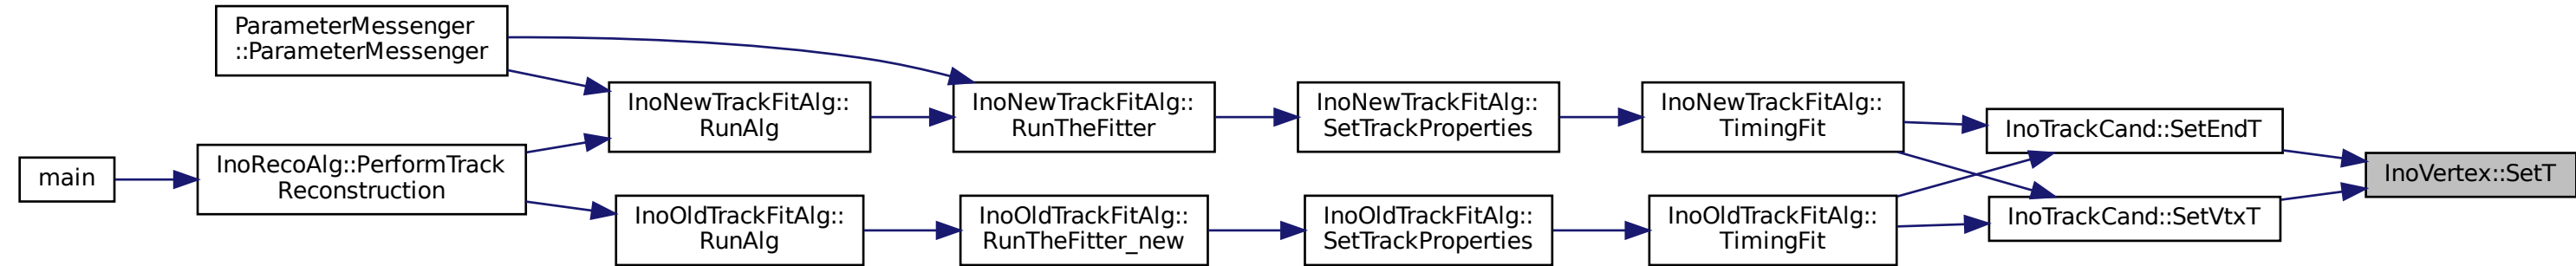 ParameterMessenger
::ParameterMessenger
main
InoRecoAlg::PerformTrack
Reconstruction
InoNewTrackFitAlg::
RunAlg
InoOldTrackFitAlg::
RunAlg
InoNewTrackFitAlg::
RunTheFitter
InoOldTrackFitAlg::
RunTheFitter_new
InoNewTrackFitAlg::
SetTrackProperties
InoOldTrackFitAlg::
SetTrackProperties
InoNewTrackFitAlg::
TimingFit
InoOldTrackFitAlg::
TimingFit
InoTrackCand::SetEndT
InoTrackCand::SetVtxT
InoVertex::SetT